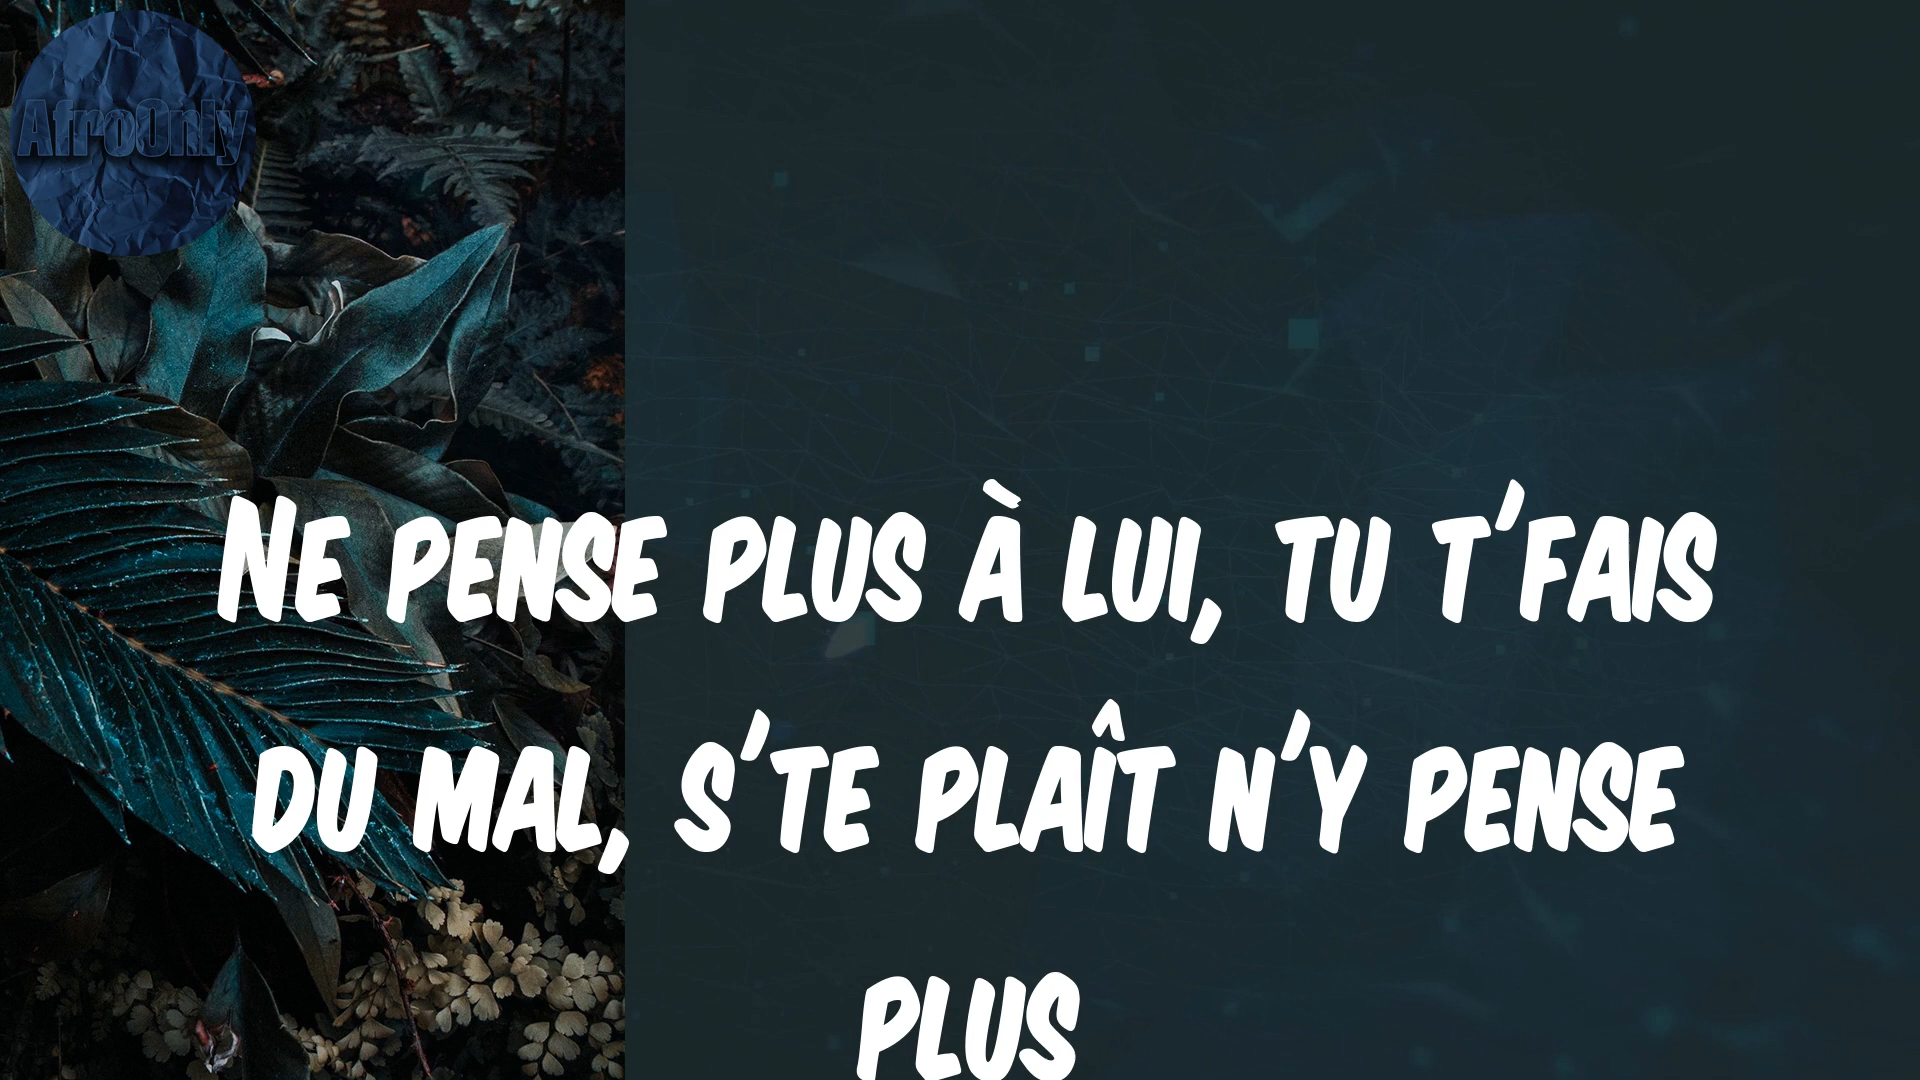 AfroOnly
Ne pense plus à lui, tu t'fais
du mal, s'te plaît n'y pense
plus